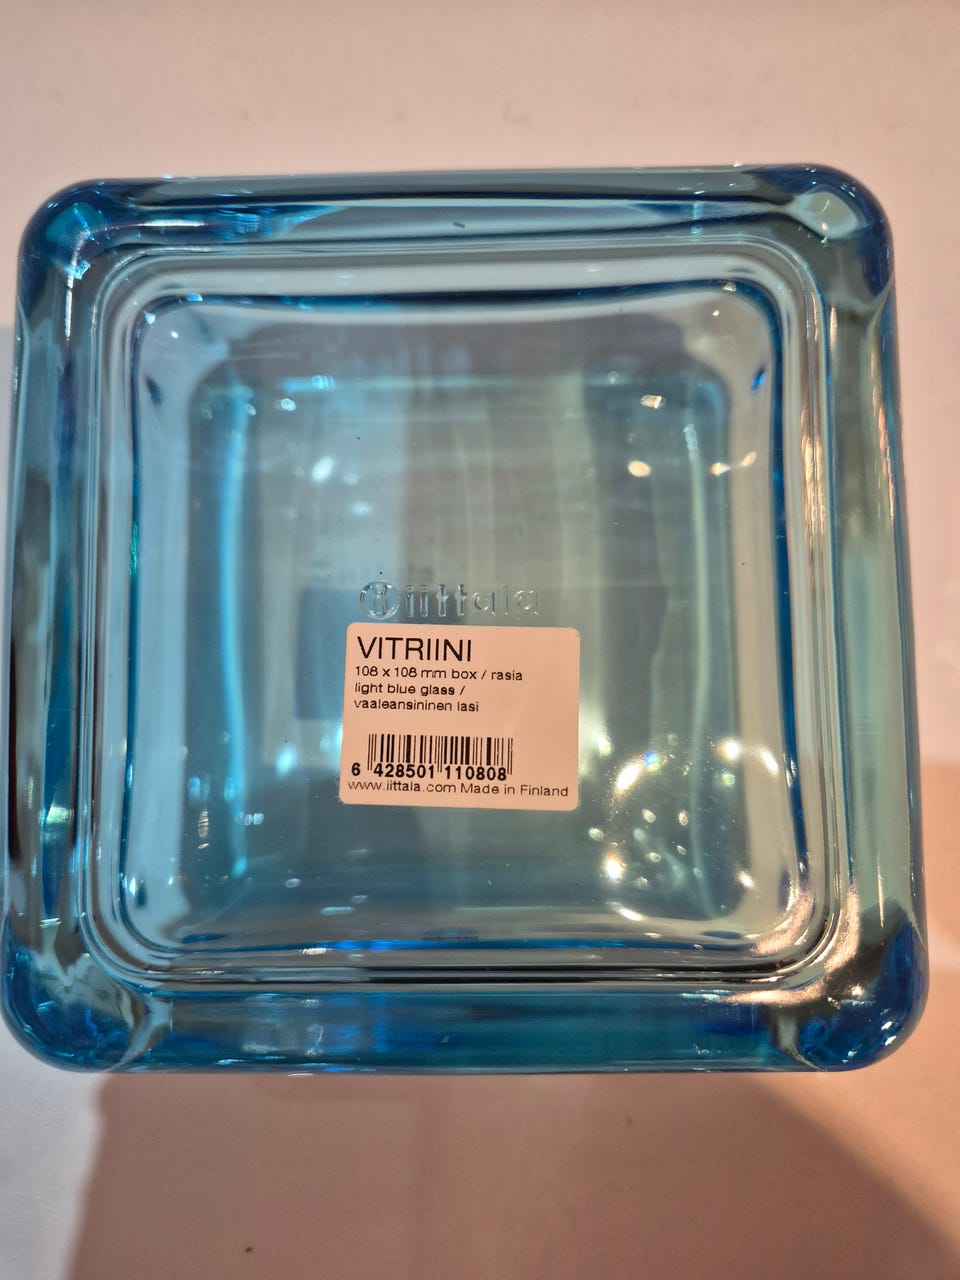 iittala
VITRIINI
108 x 108 mm box / rasia
light blue glass /
vaaleansininen lasi
6 428501 110808
www.iittala.com Made in Finland